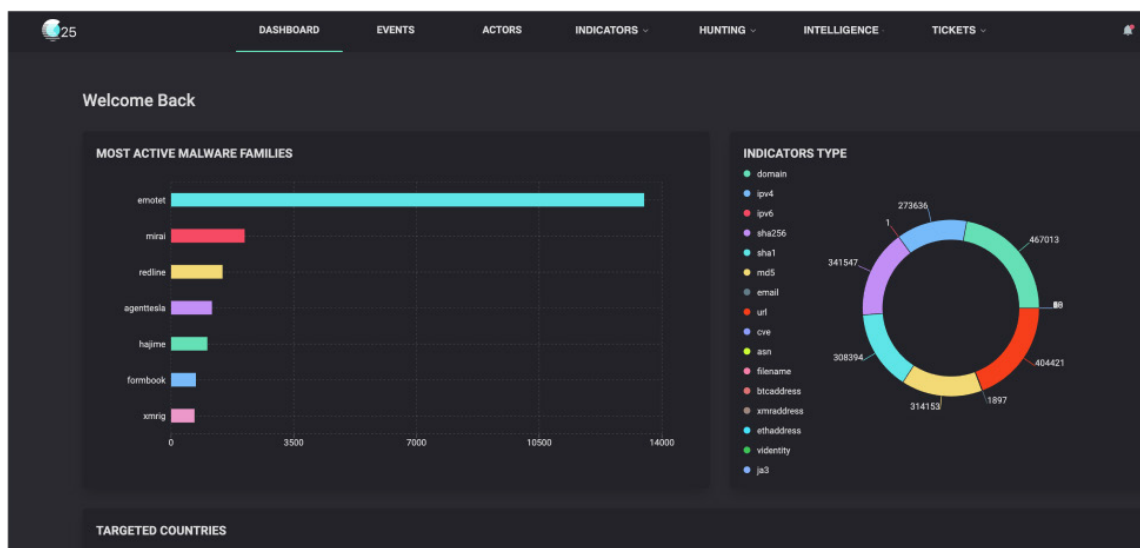 25
DASHBOARD EVENTS ACTORS INDICATORS HUNTING INTELLIGENCE TICKETS
Welcome Back
MOST ACTIVE MALWARE FAMILIES
emotet
mirai
redline
agenttesla
hajime
formbook
xmrig
0 3500 7000 10500 14000
INDICATORS TYPE
domain
ipv4
ipv6
sha256
sha1
md5
email
url
cve
asn
filename
btcaddress
xmraddress
ethaddress
videntity
ja3
273636
1
467013
341547
308394
404421
314153
1897
TARGETED COUNTRIES